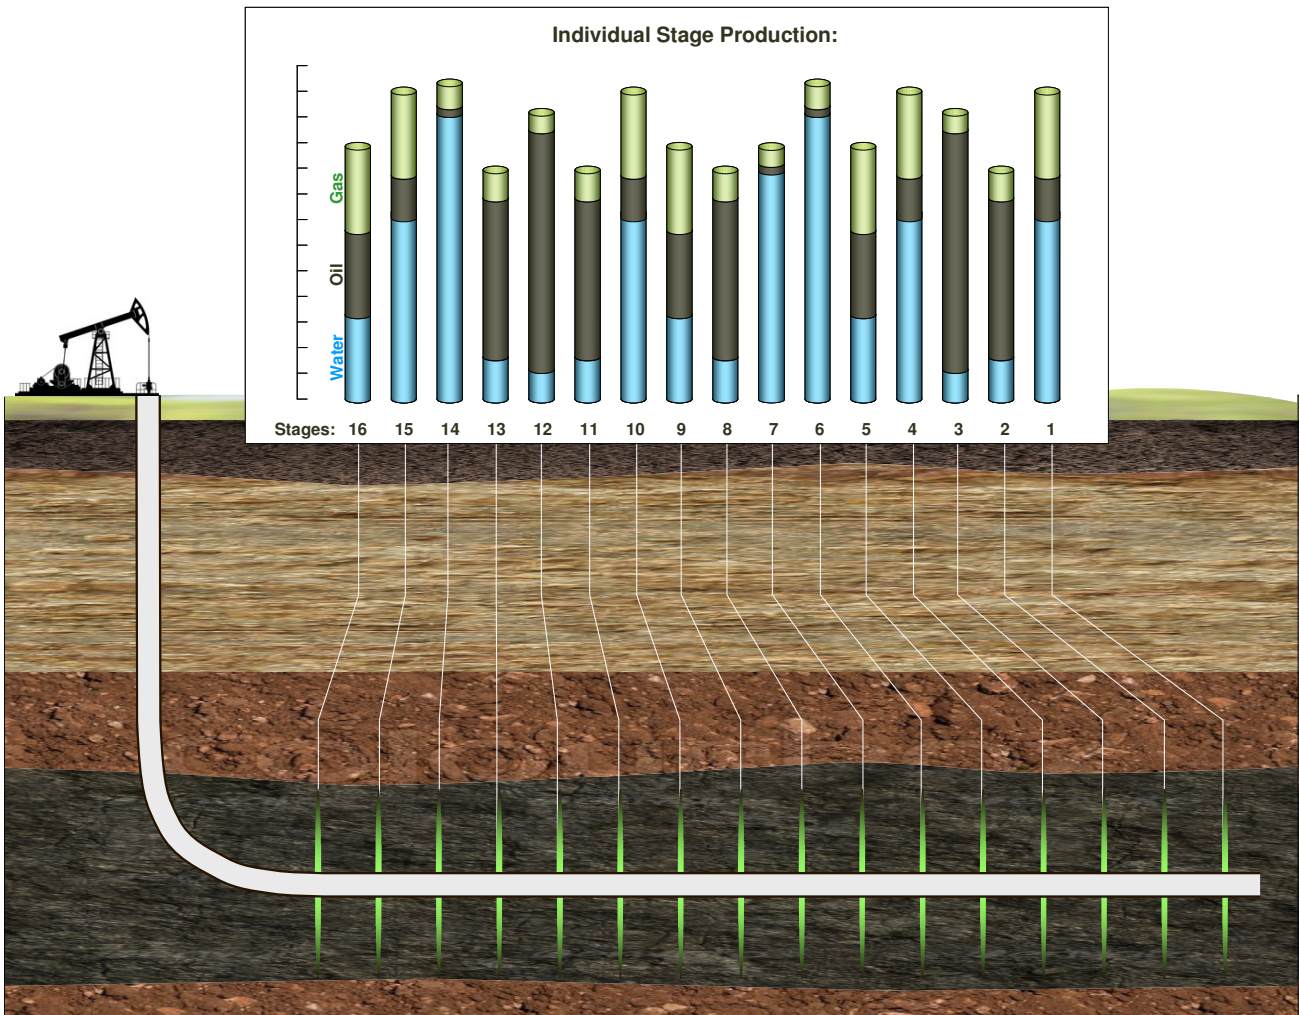 Individual Stage Production:
Gas
Oil
Water
Stages: 16 15 14 13 12 11 10 9 8 7 6 5 4 3 2 1